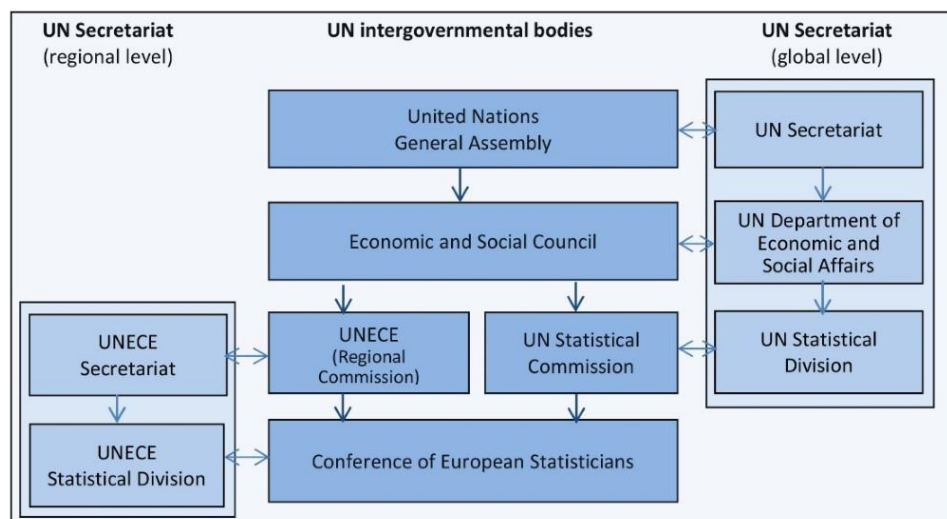 UN Secretariat
(regional level)
UN intergovernmental bodies
UN Secretariat
(global level)
United Nations
General Assembly
UN Secretariat
Economic and Social Council
UN Department of
Economic and
Social Affairs
UNECE
Secretariat
UNECE
(Regional
Commission)
UN Statistical
Commission
UN Statistical
Division
UNECE
Statistical Division
Conference of European Statisticians